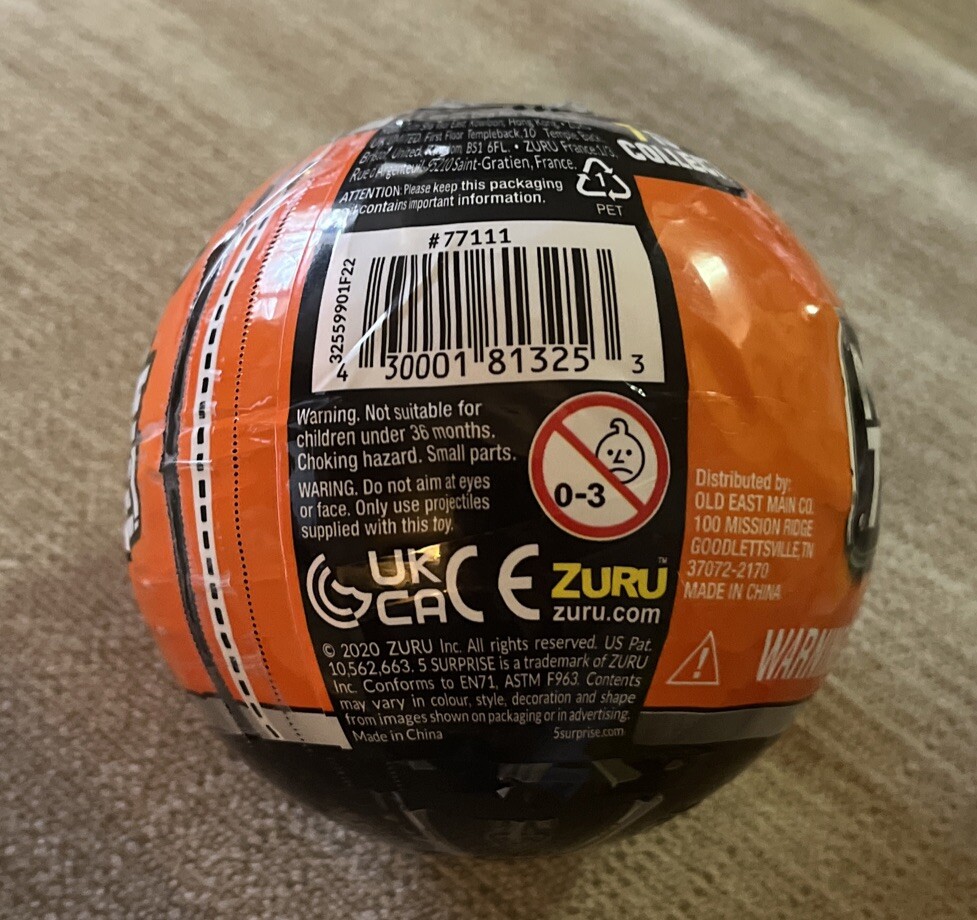 East Kowloon, Hong Kong •
First Floor Templeback, 10 Temple Back,
Bristol, United Kingdom BS1 6FL. • ZURU France,
Rue d'Argenteuil, 95210 Saint-Gratien, France.
ATTENTION: Please keep this packaging
contains important information.
1
PET
#77111
32559901F22
4 30001 81325 3
Warning. Not suitable for
children under 36 months.
Choking hazard. Small parts.
WARING. Do not aim at eyes
or face. Only use projectiles
supplied with this toy.
0-3
UK
CA
CE
ZURU™
zuru.com
© 2020 ZURU Inc. All rights reserved. US Pat.
10,562,663. 5 SURPRISE is a trademark of ZURU
Inc. Conforms to EN71, ASTM F963. Contents
may vary in colour, style, decoration and shape
from images shown on packaging or in advertising.
Made in China
5surprise.com
Distributed by:
OLD EAST MAIN CO.
100 MISSION RIDGE
GOODLETTSVILLE, TN
37072-2170
MADE IN CHINA